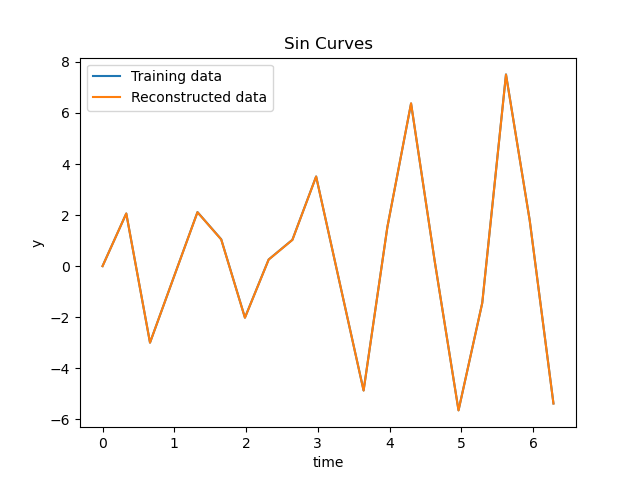 Sin Curves
Training data
Reconstructed data
8
6
4
2
0
−2
−4
−6
y
0 1 2 3 4 5 6
time